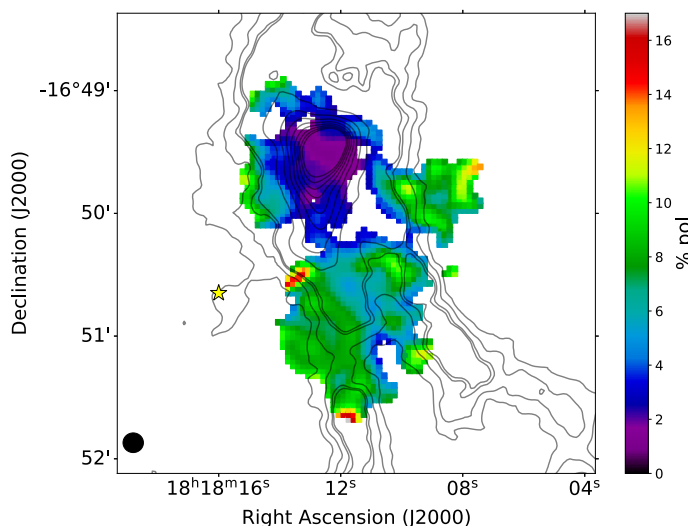 -16°49'
50'
51'
52'
Declination (J2000)
18ʰ18ᵐ16ˢ
12ˢ
08ˢ
04ˢ
Right Ascension (J2000)
16
14
12
10
8
6
4
2
0
% pol